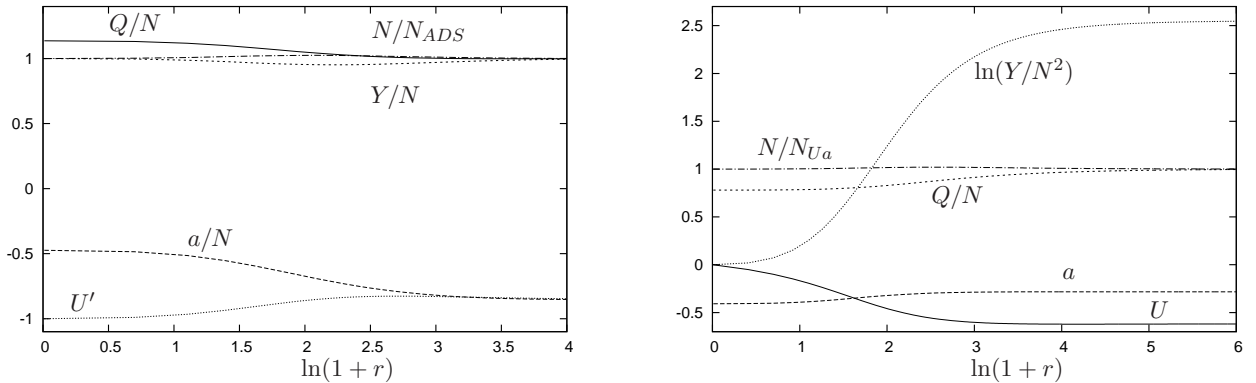 Q/N
N/N_{ADS}
Y/N
a/N
U′
1
0.5
0
-0.5
-1
0 0.5 1 1.5 2 2.5 3 3.5 4
ln(1 + r)
ln(Y/N²)
N/N_{Ua}
Q/N
a
U
2.5
2
1.5
1
0.5
0
-0.5
0 1 2 3 4 5 6
ln(1 + r)